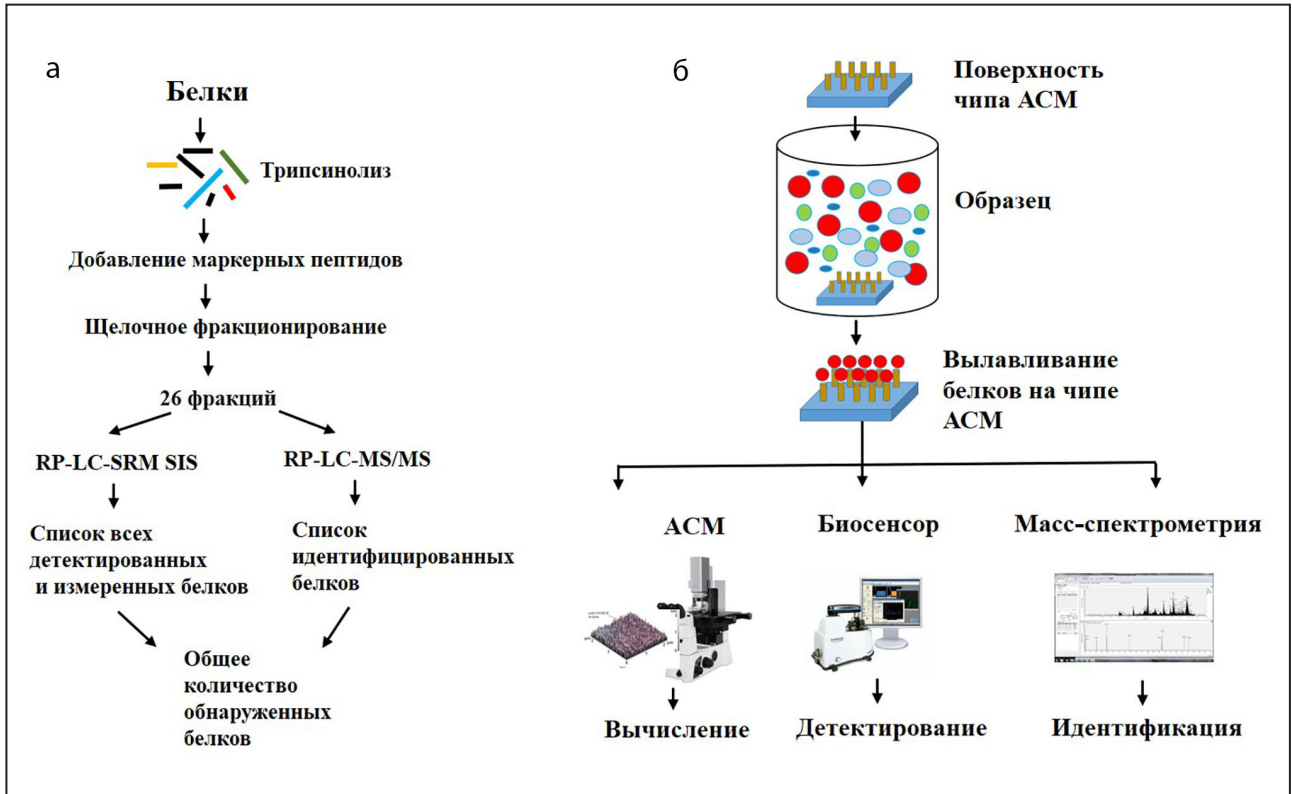 а
Белки
Трипсинолиз
Добавление маркерных пептидов
Щелочное фракционирование
26 фракций
RP-LC-SRM SIS
RP-LC-MS/MS
Список всех
детектированных
и измеренных белков
Список
идентифицированных
белков
Общее
количество
обнаруженных
белков
б
Поверхность
чипа АСМ
Образец
Вылавливание
белков на чипе
АСМ
АСМ
Биосенсор
Масс-спектрометрия
Вычисление
Детектирование
Идентификация